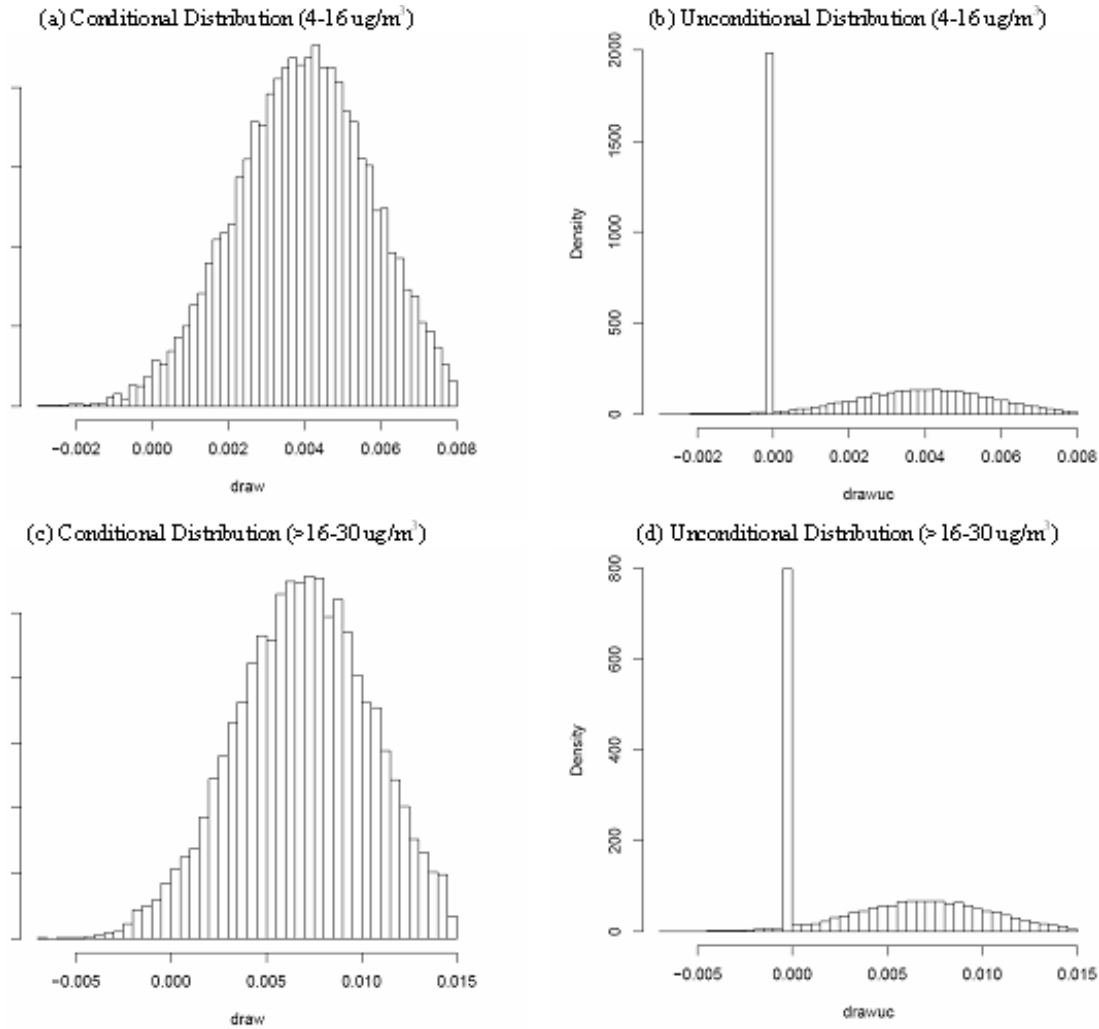 (a) Conditional Distribution (4-16 ug/m³)
(b) Unconditional Distribution (4-16 ug/m³)
2000
1500
1000
500
0
Density
−0.002 0.000 0.002 0.004 0.006 0.008
draw
−0.002 0.000 0.002 0.004 0.006 0.008
drawuc
(c) Conditional Distribution (>16-30 ug/m³)
(d) Unconditional Distribution (>16-30 ug/m³)
800
600
400
200
0
Density
−0.005 0.000 0.005 0.010 0.015
draw
−0.005 0.000 0.005 0.010 0.015
drawuc